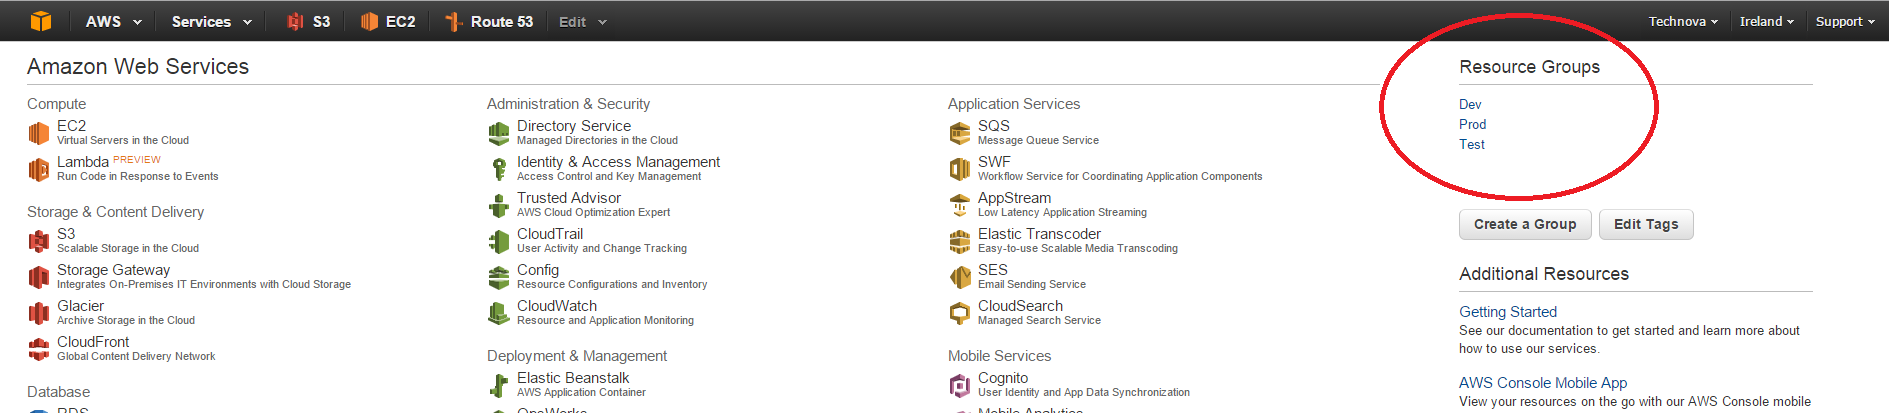 AWS Services S3 EC2 Route 53 Edit Technova Ireland Support
Amazon Web Services
Compute
EC2
Virtual Servers in the Cloud
Lambda PREVIEW
Run Code in Response to Events
Storage & Content Delivery
S3
Scalable Storage in the Cloud
Storage Gateway
Integrates On-Premises IT Environments with Cloud Storage
Glacier
Archive Storage in the Cloud
CloudFront
Global Content Delivery Network
Database
RDS
Administration & Security
Directory Service
Managed Directories in the Cloud
Identity & Access Management
Access Control and Key Management
Trusted Advisor
AWS Cloud Optimization Expert
CloudTrail
User Activity and Change Tracking
Config
Resource Configurations and Inventory
CloudWatch
Resource and Application Monitoring
Deployment & Management
Elastic Beanstalk
AWS Application Container
OpsWorks
Application Services
SQS
Message Queue Service
SWF
Workflow Service for Coordinating Application Components
AppStream
Low Latency Application Streaming
Elastic Transcoder
Easy-to-use Scalable Media Transcoding
SES
Email Sending Service
CloudSearch
Managed Search Service
Mobile Services
Cognito
User Identity and App Data Synchronization
Mobile Analytics
Resource Groups
Dev
Prod
Test
Create a Group Edit Tags
Additional Resources
Getting Started
See our documentation to get started and learn more about
how to use our services.
AWS Console Mobile App
View your resources on the go with our AWS Console mobile